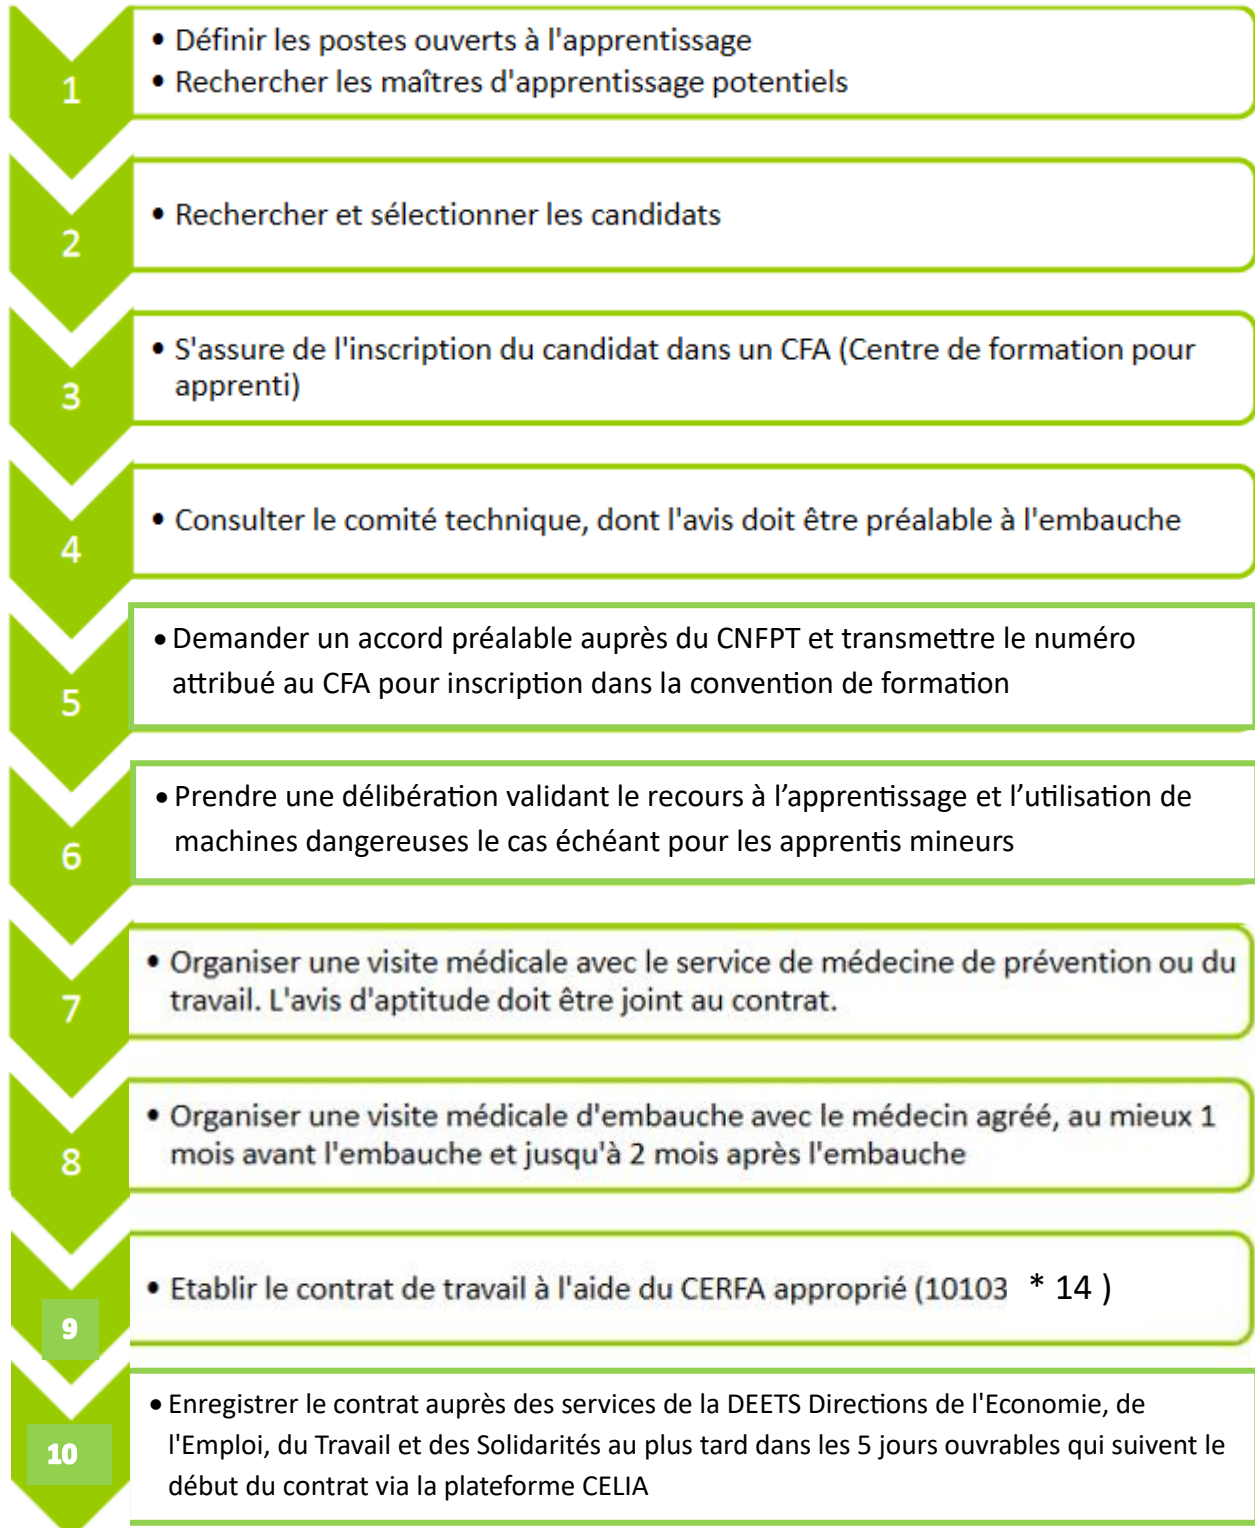 1
• Définir les postes ouverts à l'apprentissage
• Rechercher les maîtres d'apprentissage potentiels
2
• Rechercher et sélectionner les candidats
3
• S'assure de l'inscription du candidat dans un CFA (Centre de formation pour
apprenti)
4
• Consulter le comité technique, dont l'avis doit être préalable à l'embauche
5
• Demander un accord préalable auprès du CNFPT et transmettre le numéro
attribué au CFA pour inscription dans la convention de formation
6
• Prendre une délibération validant le recours à l’apprentissage et l’utilisation de
machines dangereuses le cas échéant pour les apprentis mineurs
7
• Organiser une visite médicale avec le service de médecine de prévention ou du
travail. L'avis d'aptitude doit être joint au contrat.
8
• Organiser une visite médicale d'embauche avec le médecin agréé, au mieux 1
mois avant l'embauche et jusqu'à 2 mois après l'embauche
9
• Etablir le contrat de travail à l'aide du CERFA approprié (10103 * 14 )
10
• Enregistrer le contrat auprès des services de la DEETS Directions de l'Economie, de
l'Emploi, du Travail et des Solidarités au plus tard dans les 5 jours ouvrables qui suivent le
début du contrat via la plateforme CELIA